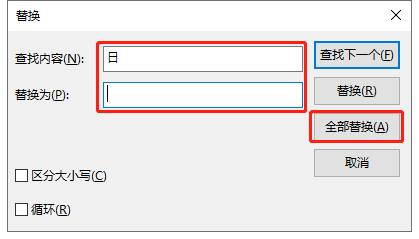 替换
查找内容(N): 日 查找下一个(F)
替换为(P): 替换(R)
全部替换(A)
取消
区分大小写(C)
循环(R)